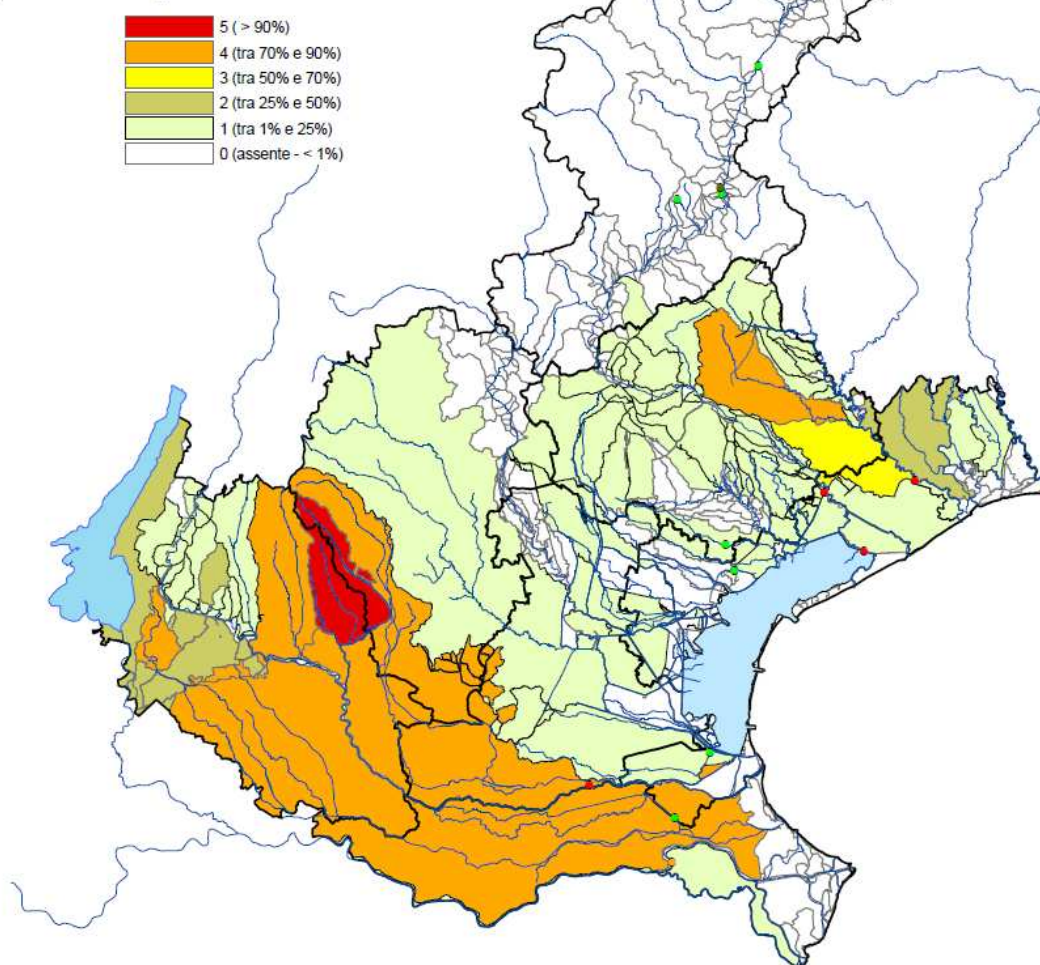 5 ( > 90%)
4 (tra 70% e 90%)
3 (tra 50% e 70%)
2 (tra 25% e 50%)
1 (tra 1% e 25%)
0 (assente - < 1%)